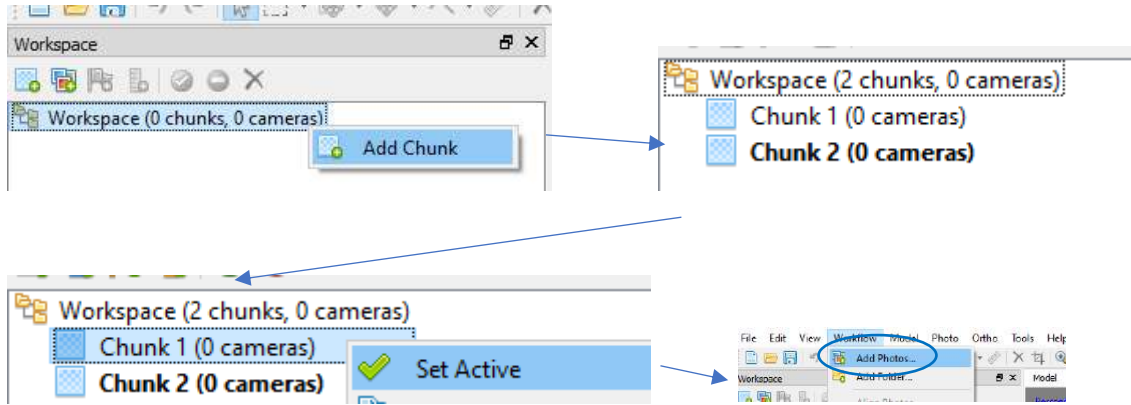 Workspace
Workspace (0 chunks, 0 cameras)
Add Chunk
Workspace (2 chunks, 0 cameras)
Chunk 1 (0 cameras)
Chunk 2 (0 cameras)
Workspace (2 chunks, 0 cameras)
Chunk 1 (0 cameras)
Chunk 2 (0 cameras)
Set Active
File Edit View Workflow Model Photo Ortho Tools Help
Add Photos...
Workspace
Add Folder...
Model
Align Photos